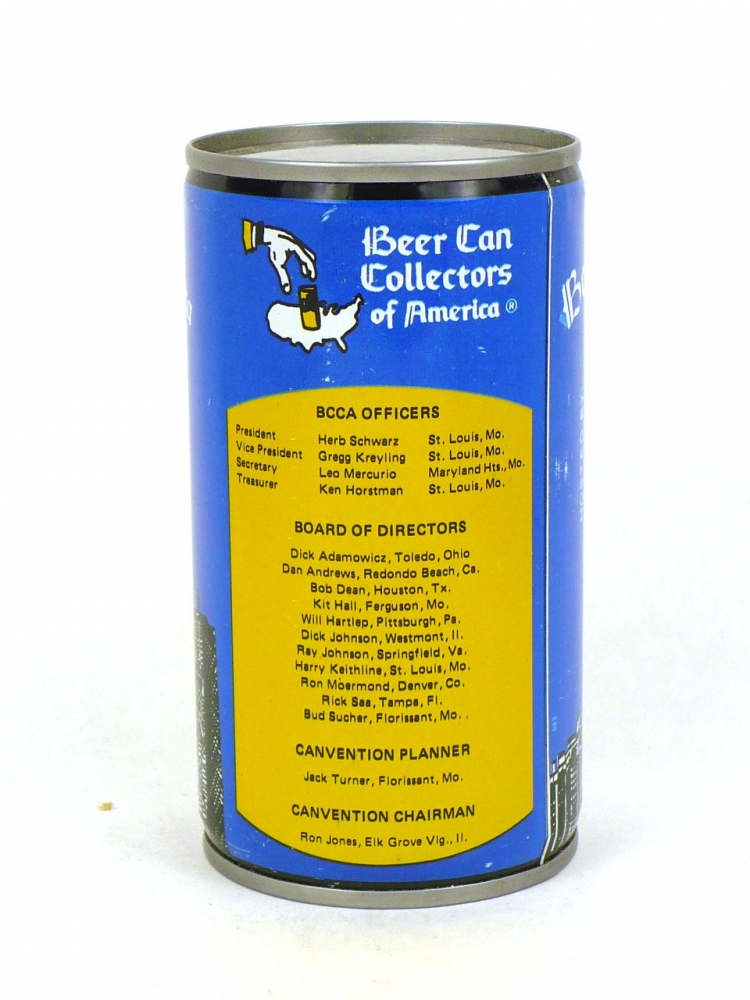 Beer Can
Collectors
of America ®
BCCA OFFICERS
President Herb Schwarz St. Louis, Mo.
Vice President Gregg Kreyling St. Louis, Mo.
Secretary Leo Mercurio Maryland Hts., Mo.
Treasurer Ken Horstman St. Louis, Mo.
BOARD OF DIRECTORS
Dick Adamowicz, Toledo, Ohio
Dan Andrews, Redondo Beach, Ca.
Bob Dean, Houston, Tx.
Kit Hall, Ferguson, Mo.
Will Hartlep, Pittsburgh, Pa.
Dick Johnson, Westmont, Il.
Ray Johnson, Springfield, Va.
Harry Keithline, St. Louis, Mo.
Ron Moermond, Denver, Co.
Rick Saa, Tampa, Fl.
Bud Sucher, Florissant, Mo.
CANVENTION PLANNER
Jack Turner, Florissant, Mo.
CANVENTION CHAIRMAN
Ron Jones, Elk Grove Vlg., Il.